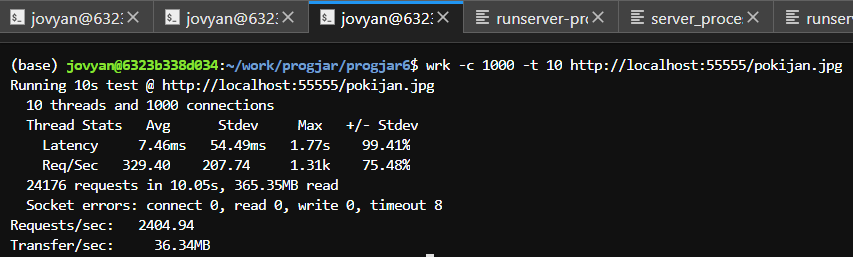 jovyan@6323 × jovyan@6323 × jovyan@6323 × runserver-pro × server_proces × runserv
(base) jovyan@6323b338d034:~/work/progjar/progjar6$ wrk -c 1000 -t 10 http://localhost:55555/pokijan.jpg
Running 10s test @ http://localhost:55555/pokijan.jpg
  10 threads and 1000 connections
  Thread Stats   Avg      Stdev     Max   +/- Stdev
    Latency     7.46ms   54.49ms   1.77s    99.41%
    Req/Sec   329.40    207.74     1.31k    75.48%
  24176 requests in 10.05s, 365.35MB read
  Socket errors: connect 0, read 0, write 0, timeout 8
Requests/sec:   2404.94
Transfer/sec:     36.34MB